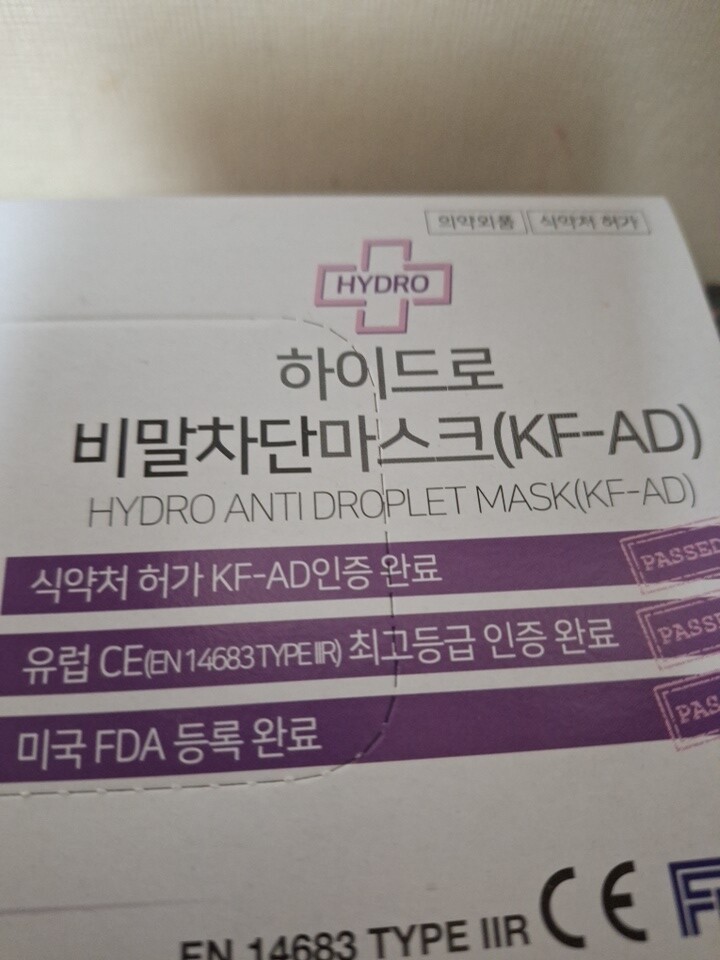 의약외품 식약처 허가
HYDRO
하이드로
비말차단마스크(KF-AD)
HYDRO ANTI DROPLET MASK(KF-AD)
식약처 허가 KF-AD인증 완료
PASSED
유럽 CE(EN 14683 TYPE IIR) 최고등급 인증 완료
PASS
미국 FDA 등록 완료
PAS
EN 14683 TYPE IIR CE